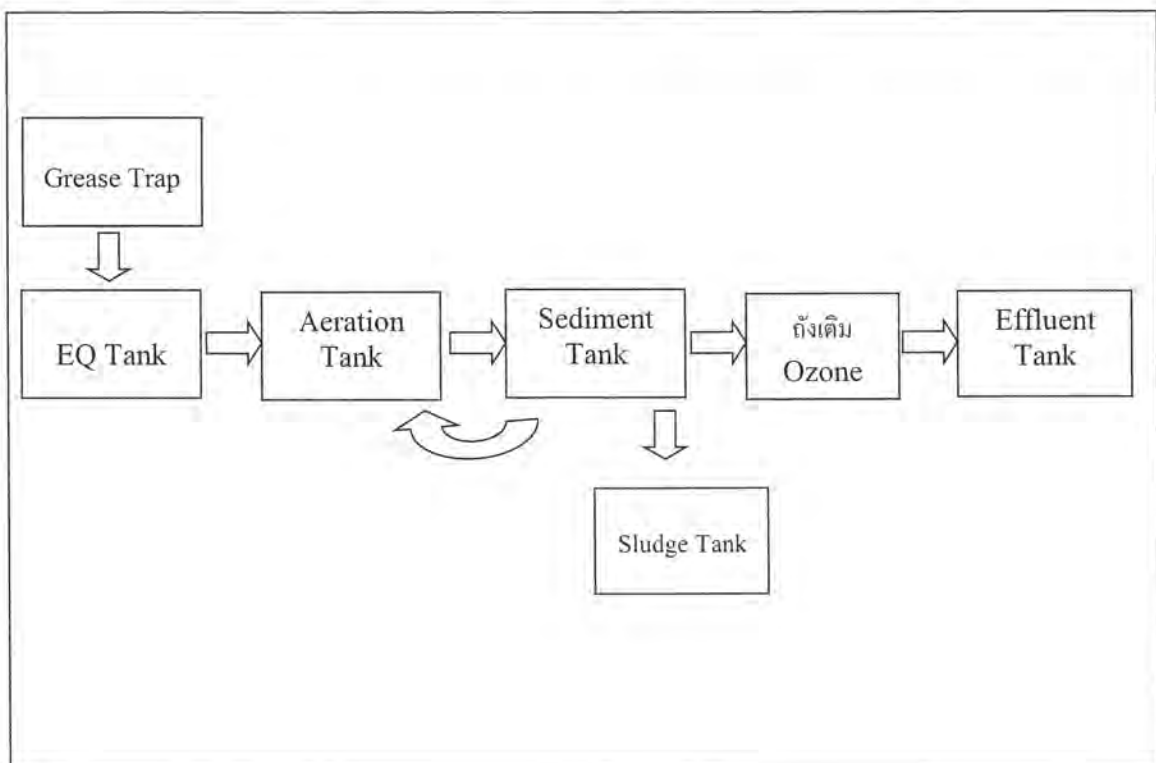 Grease Trap
EQ Tank
Aeration
Tank
Sediment
Tank
ถังเติม
Ozone
Effluent
Tank
Sludge Tank